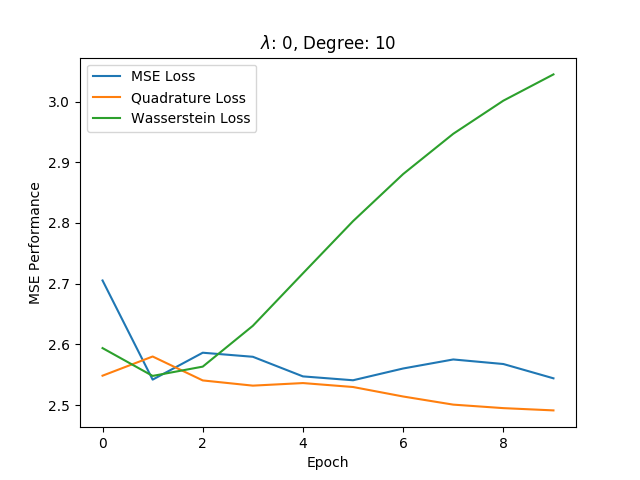 λ: 0, Degree: 10
MSE Loss
Quadrature Loss
Wasserstein Loss
3.0
2.9
2.8
2.7
2.6
2.5
MSE Performance
0 2 4 6 8
Epoch